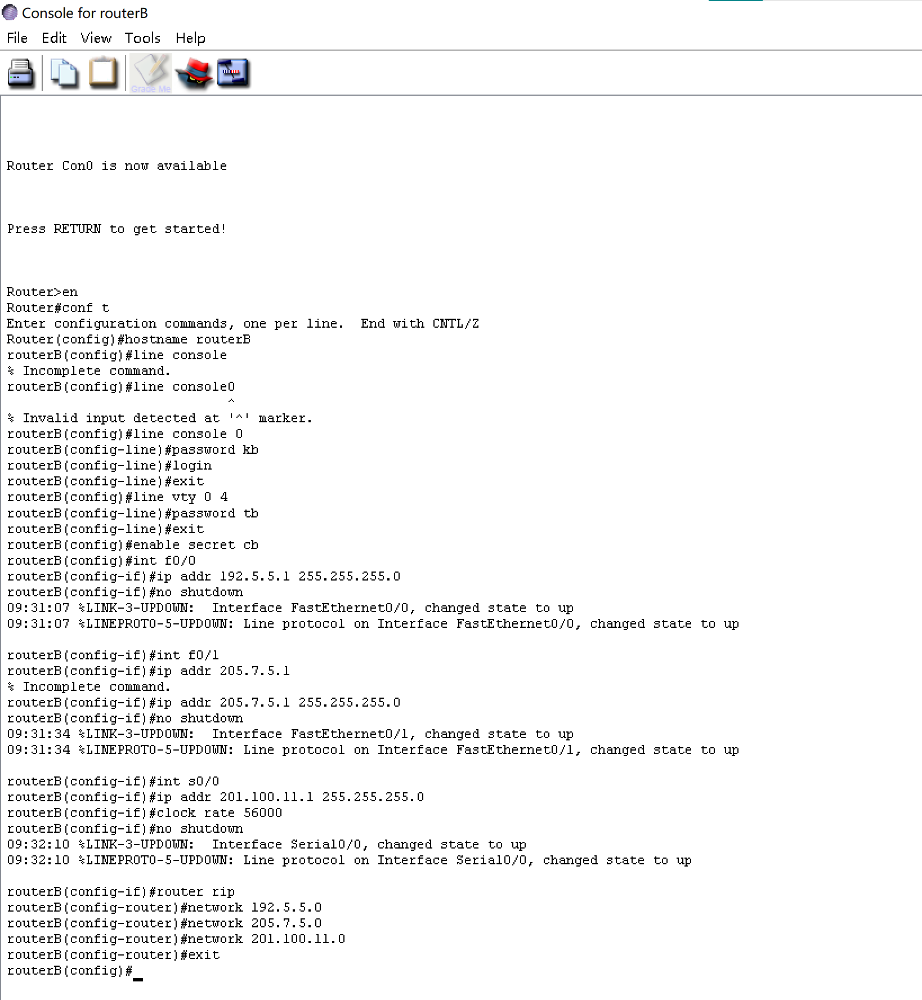 Console for routerB
File Edit View Tools Help
Grade Me
Router Con0 is now available
Press RETURN to get started!
Router>en
Router#conf t
Enter configuration commands, one per line.  End with CNTL/Z
Router(config)#hostname routerB
routerB(config)#line console
% Incomplete command.
routerB(config)#line console0
^
% Invalid input detected at '^' marker.
routerB(config)#line console 0
routerB(config-line)#password kb
routerB(config-line)#login
routerB(config-line)#exit
routerB(config)#line vty 0 4
routerB(config-line)#password tb
routerB(config-line)#exit
routerB(config)#enable secret cb
routerB(config)#int f0/0
routerB(config-if)#ip addr 192.5.5.1 255.255.255.0
routerB(config-if)#no shutdown
09:31:07 %LINK-3-UPDOWN:  Interface FastEthernet0/0, changed state to up
09:31:07 %LINEPROTO-5-UPDOWN: Line protocol on Interface FastEthernet0/0, changed state to up
routerB(config-if)#int f0/1
routerB(config-if)#ip addr 205.7.5.1
% Incomplete command.
routerB(config-if)#ip addr 205.7.5.1 255.255.255.0
routerB(config-if)#no shutdown
09:31:34 %LINK-3-UPDOWN:  Interface FastEthernet0/1, changed state to up
09:31:34 %LINEPROTO-5-UPDOWN: Line protocol on Interface FastEthernet0/1, changed state to up
routerB(config-if)#int s0/0
routerB(config-if)#ip addr 201.100.11.1 255.255.255.0
routerB(config-if)#clock rate 56000
routerB(config-if)#no shutdown
09:32:10 %LINK-3-UPDOWN:  Interface Serial0/0, changed state to up
09:32:10 %LINEPROTO-5-UPDOWN: Line protocol on Interface Serial0/0, changed state to up
routerB(config-if)#router rip
routerB(config-router)#network 192.5.5.0
routerB(config-router)#network 205.7.5.0
routerB(config-router)#network 201.100.11.0
routerB(config-router)#exit
routerB(config)#